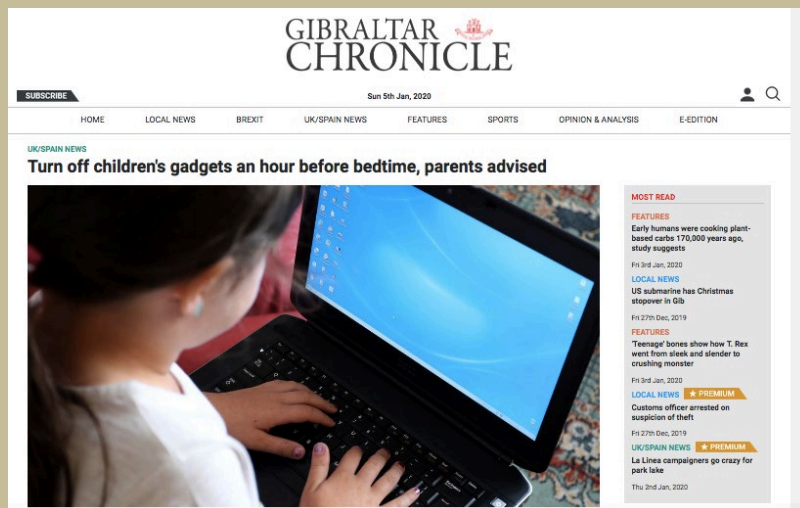 GIBRALTAR
CHRONICLE
SUBSCRIBE
Sun 5th Jan, 2020
HOME LOCAL NEWS BREXIT UK/SPAIN NEWS FEATURES SPORTS OPINION & ANALYSIS E-EDITION
UK/SPAIN NEWS
Turn off children's gadgets an hour before bedtime, parents advised
MOST READ
FEATURES
Early humans were cooking plant-
based carbs 170,000 years ago,
study suggests
Fri 3rd Jan, 2020
LOCAL NEWS
US submarine has Christmas
stopover in Gib
Fri 27th Dec, 2019
FEATURES
'Teenage' bones show how T. Rex
went from sleek and slender to
crushing monster
Fri 3rd Jan, 2020
LOCAL NEWS ★ PREMIUM
Customs officer arrested on
suspicion of theft
Fri 27th Dec, 2019
UK/SPAIN NEWS ★ PREMIUM
La Linea campaigners go crazy for
park lake
Thu 2nd Jan, 2020